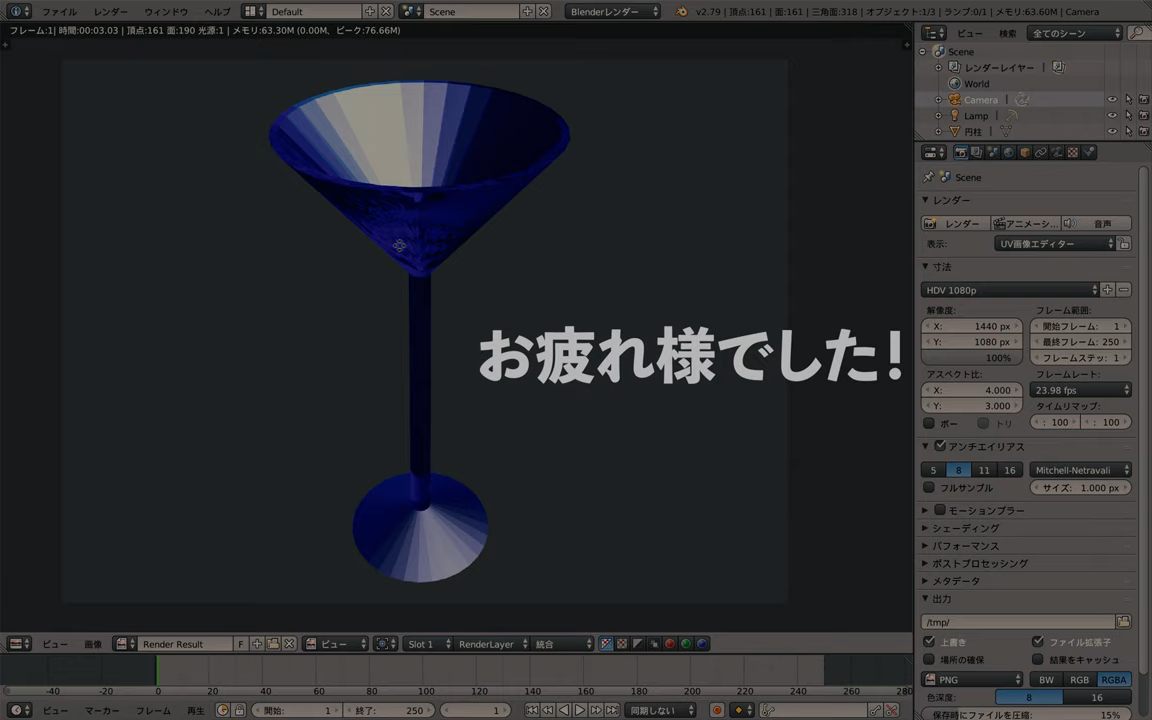 ファイル レンダー ウィンドウ ヘルプ Default Scene Blenderレンダー v2.79 | 頂点:161 | 面:161 | 三角面:318 | オブジェクト:1/3 | ランプ:0/1 | メモリ:63.60M | Camera
フレーム:1| 時間:00:03.03 | 頂点:161 面:190 光源:1 | メモリ:63.30M (0.00M、ピーク:76.66M)
ビュー 検索 全てのシーン
Scene
レンダーレイヤー
World
Camera
Lamp
円柱
Scene
レンダー
レンダー アニメーシ... 音声
表示: UV画像エディター
寸法
HDV 1080p
解像度: フレーム範囲:
X: 1440 px 開始フレーム: 1
Y: 1080 px 最終フレーム: 250
100% フレームステップ: 1
アスペクト比: フレームレート:
X: 4.000 23.98 fps
Y: 3.000 タイムリマップ:
ボー トリ : 100 : 100
お疲れ様でした!
アンチエイリアス
5 8 11 16 Mitchell-Netravali
フルサンプル サイズ: 1.000 px
モーションブラー
シェーディング
パフォーマンス
ポストプロセッシング
メタデータ
出力
/tmp/
上書き ファイル拡張子
場所の確保 結果をキャッシュ
PNG BW RGB RGBA
色深度: 8 16
保存時にファイルを圧縮: 15%
ビュー 画像 Render Result F ビュー Slot 1 RenderLayer 統合
-40 -20 0 20 40 60 80 100 120 140 160 180 200 220 240 260 280
ビュー マーカー フレーム 再生 開始: 1 終了: 250 1 同期しない